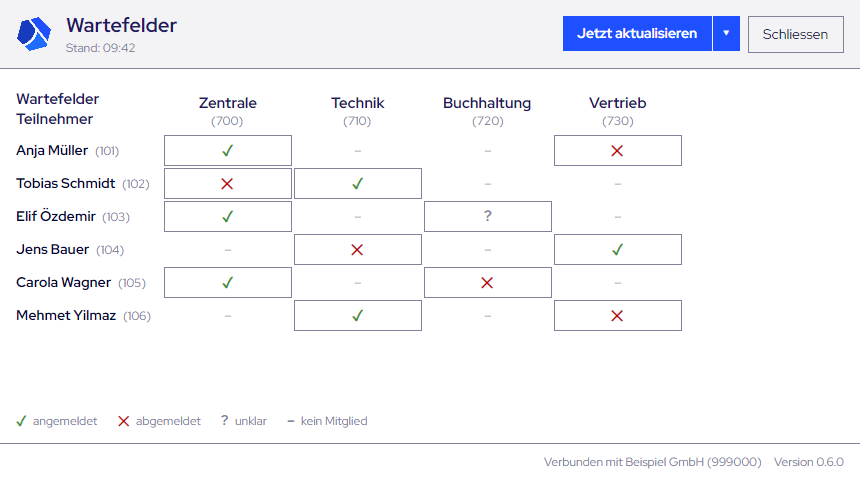 Wartefelder
Stand: 09:42
Jetzt aktualisieren ▼ Schliessen
Wartefelder Teilnehmer Zentrale (700) Technik (710) Buchhaltung (720) Vertrieb (730)
Anja Müller (101) ✓ – – ✕
Tobias Schmidt (102) ✕ ✓ – –
Elif Özdemir (103) ✓ – ? –
Jens Bauer (104) – ✕ – ✓
Carola Wagner (105) ✓ – ✕ –
Mehmet Yilmaz (106) – ✓ – ✕
✓ angemeldet ✕ abgemeldet ? unklar – kein Mitglied
Verbunden mit Beispiel GmbH (999000) Version 0.6.0